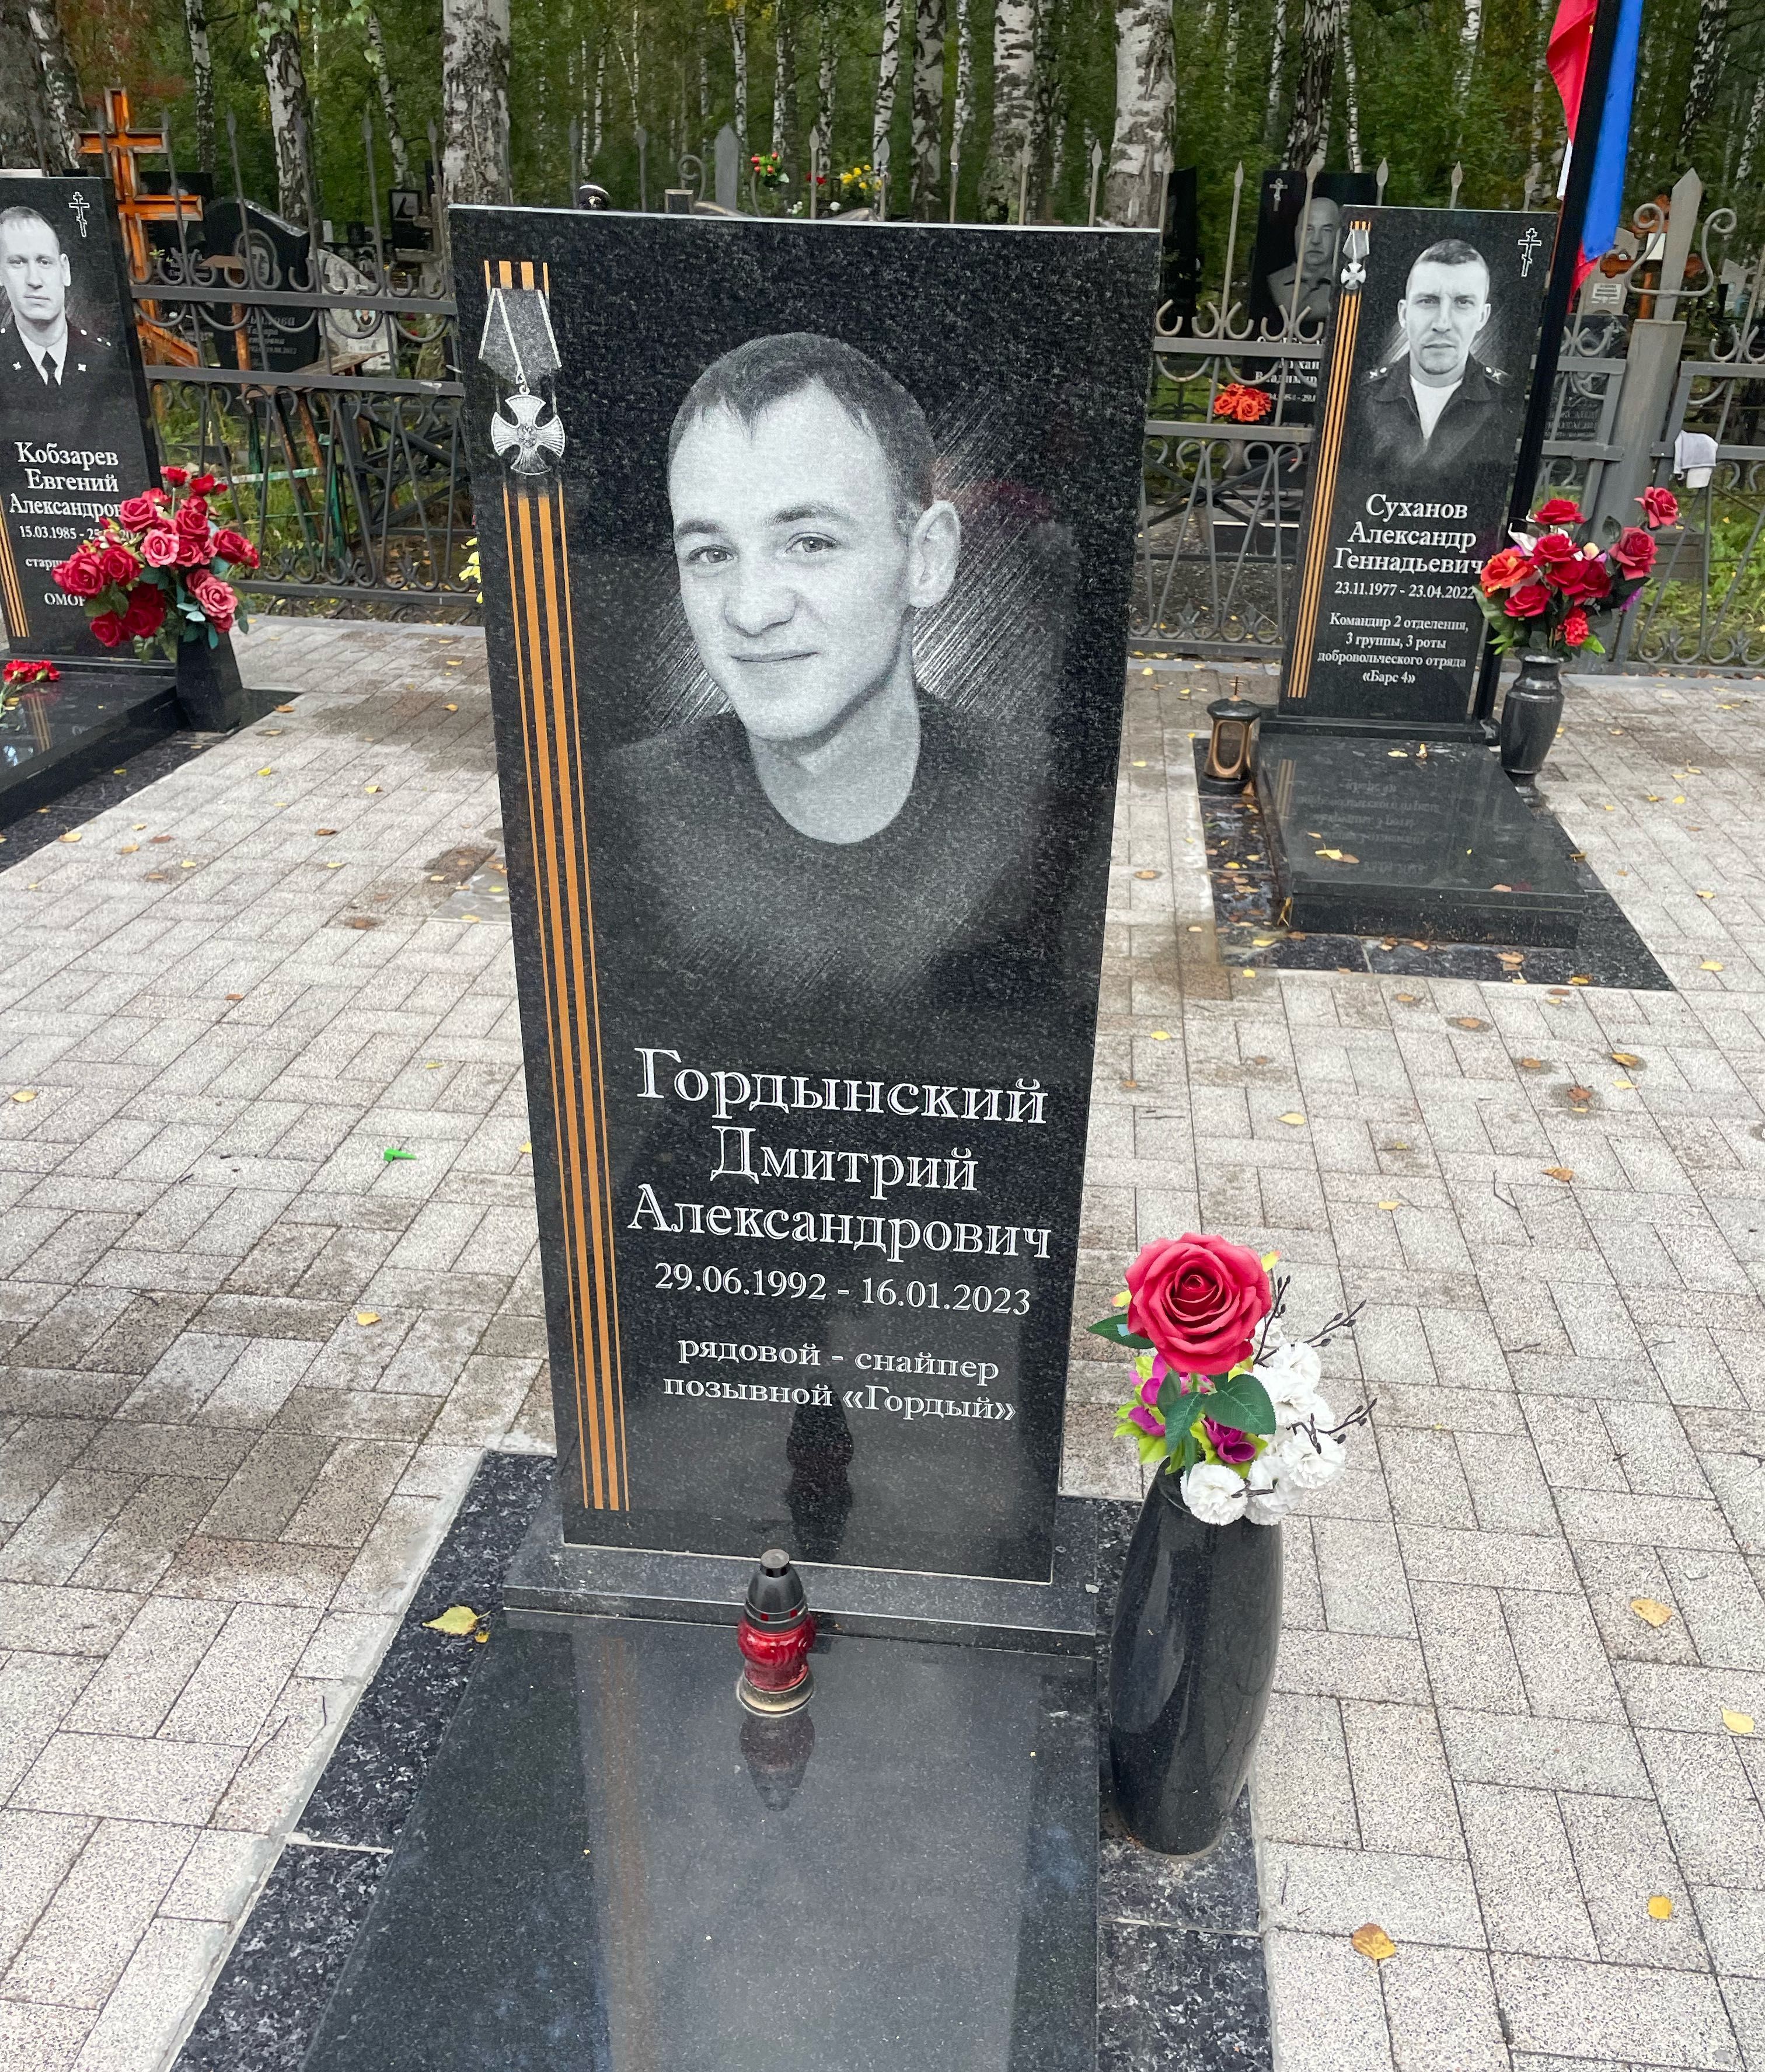 Гордынский
Дмитрий
Александрович
29.06.1992 - 16.01.2023
рядовой - снайпер
позывной «Гордый»
Кобзарев
Евгений
15.03.1985 -
Суханов
Александр
Геннадьевич
23.11.1977 - 23.04.2022
Командир 2 отделения,
3 группы, 3 роты
добровольческого отряда
«Барс 4»